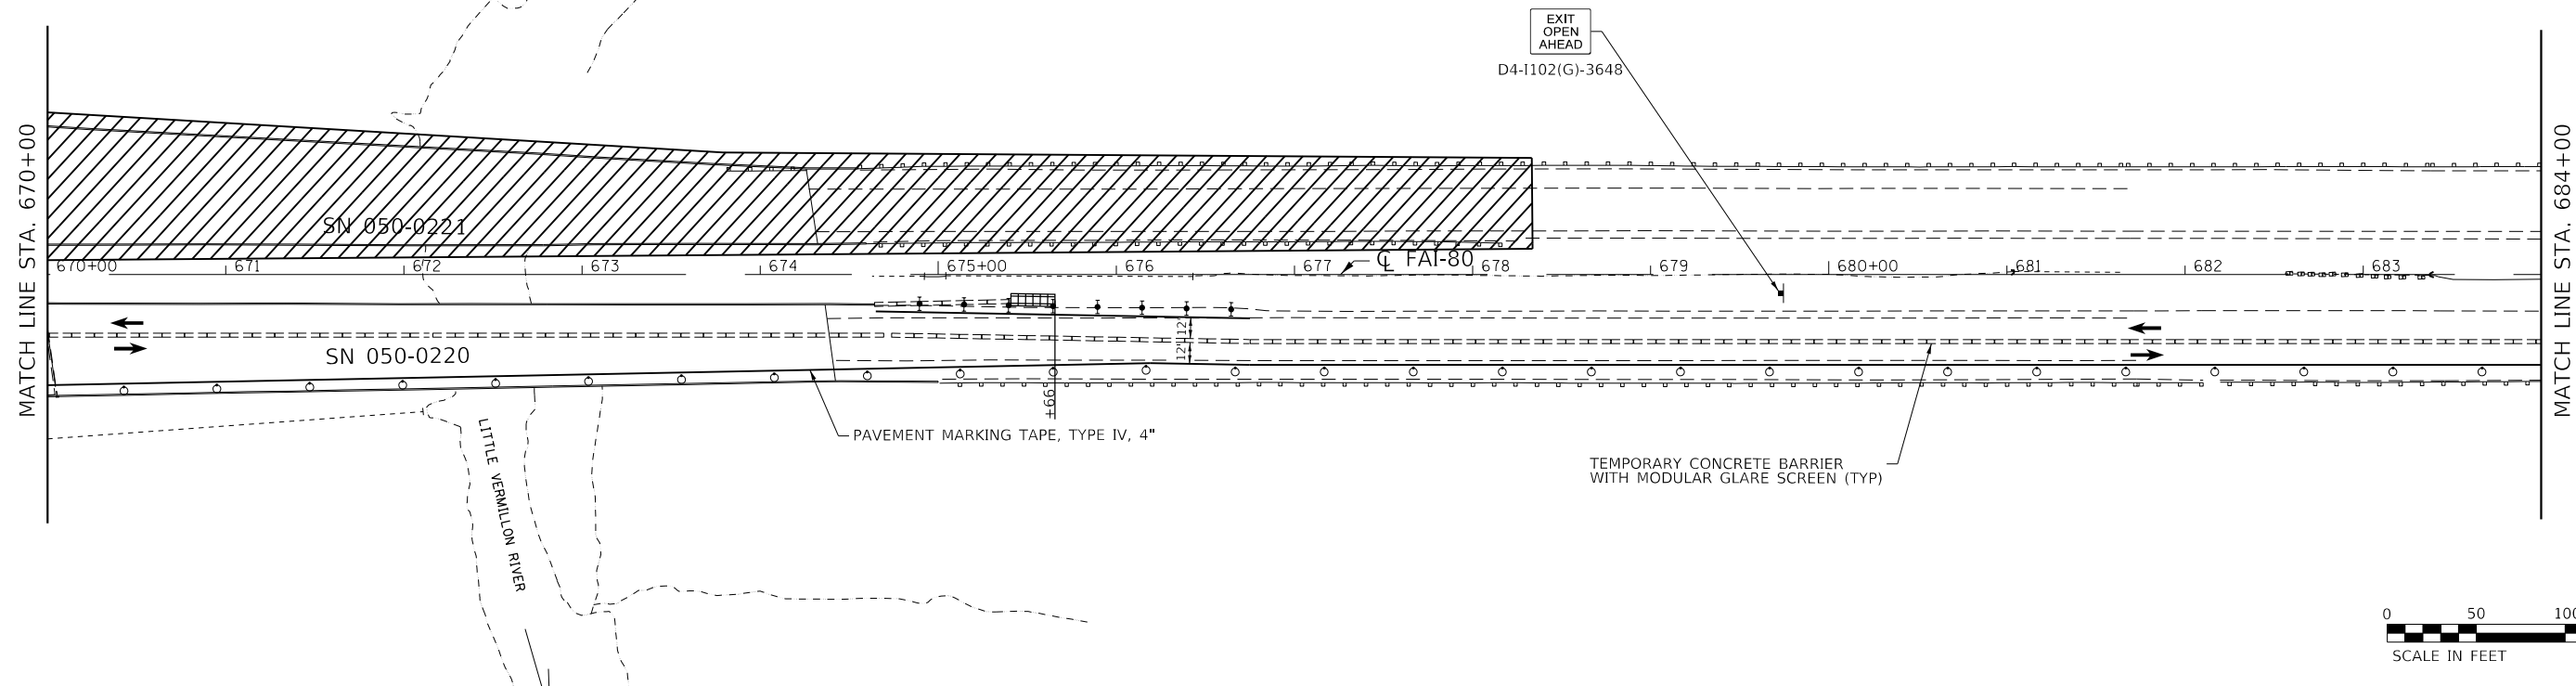 EXIT
OPEN
AHEAD
D4-I102(G)-3648
MATCH LINE STA. 670+00
MATCH LINE STA. 684+00
SN 050-0221
℄ FAI-80
670+00 671 672 673 674 675+00 676 677 678 679 680+00 681 682 683
12'
12'
SN 050-0220
+66
PAVEMENT MARKING TAPE, TYPE IV, 4"
LITTLE VERMILLON RIVER
TEMPORARY CONCRETE BARRIER
WITH MODULAR GLARE SCREEN (TYP)
0 50 100
SCALE IN FEET